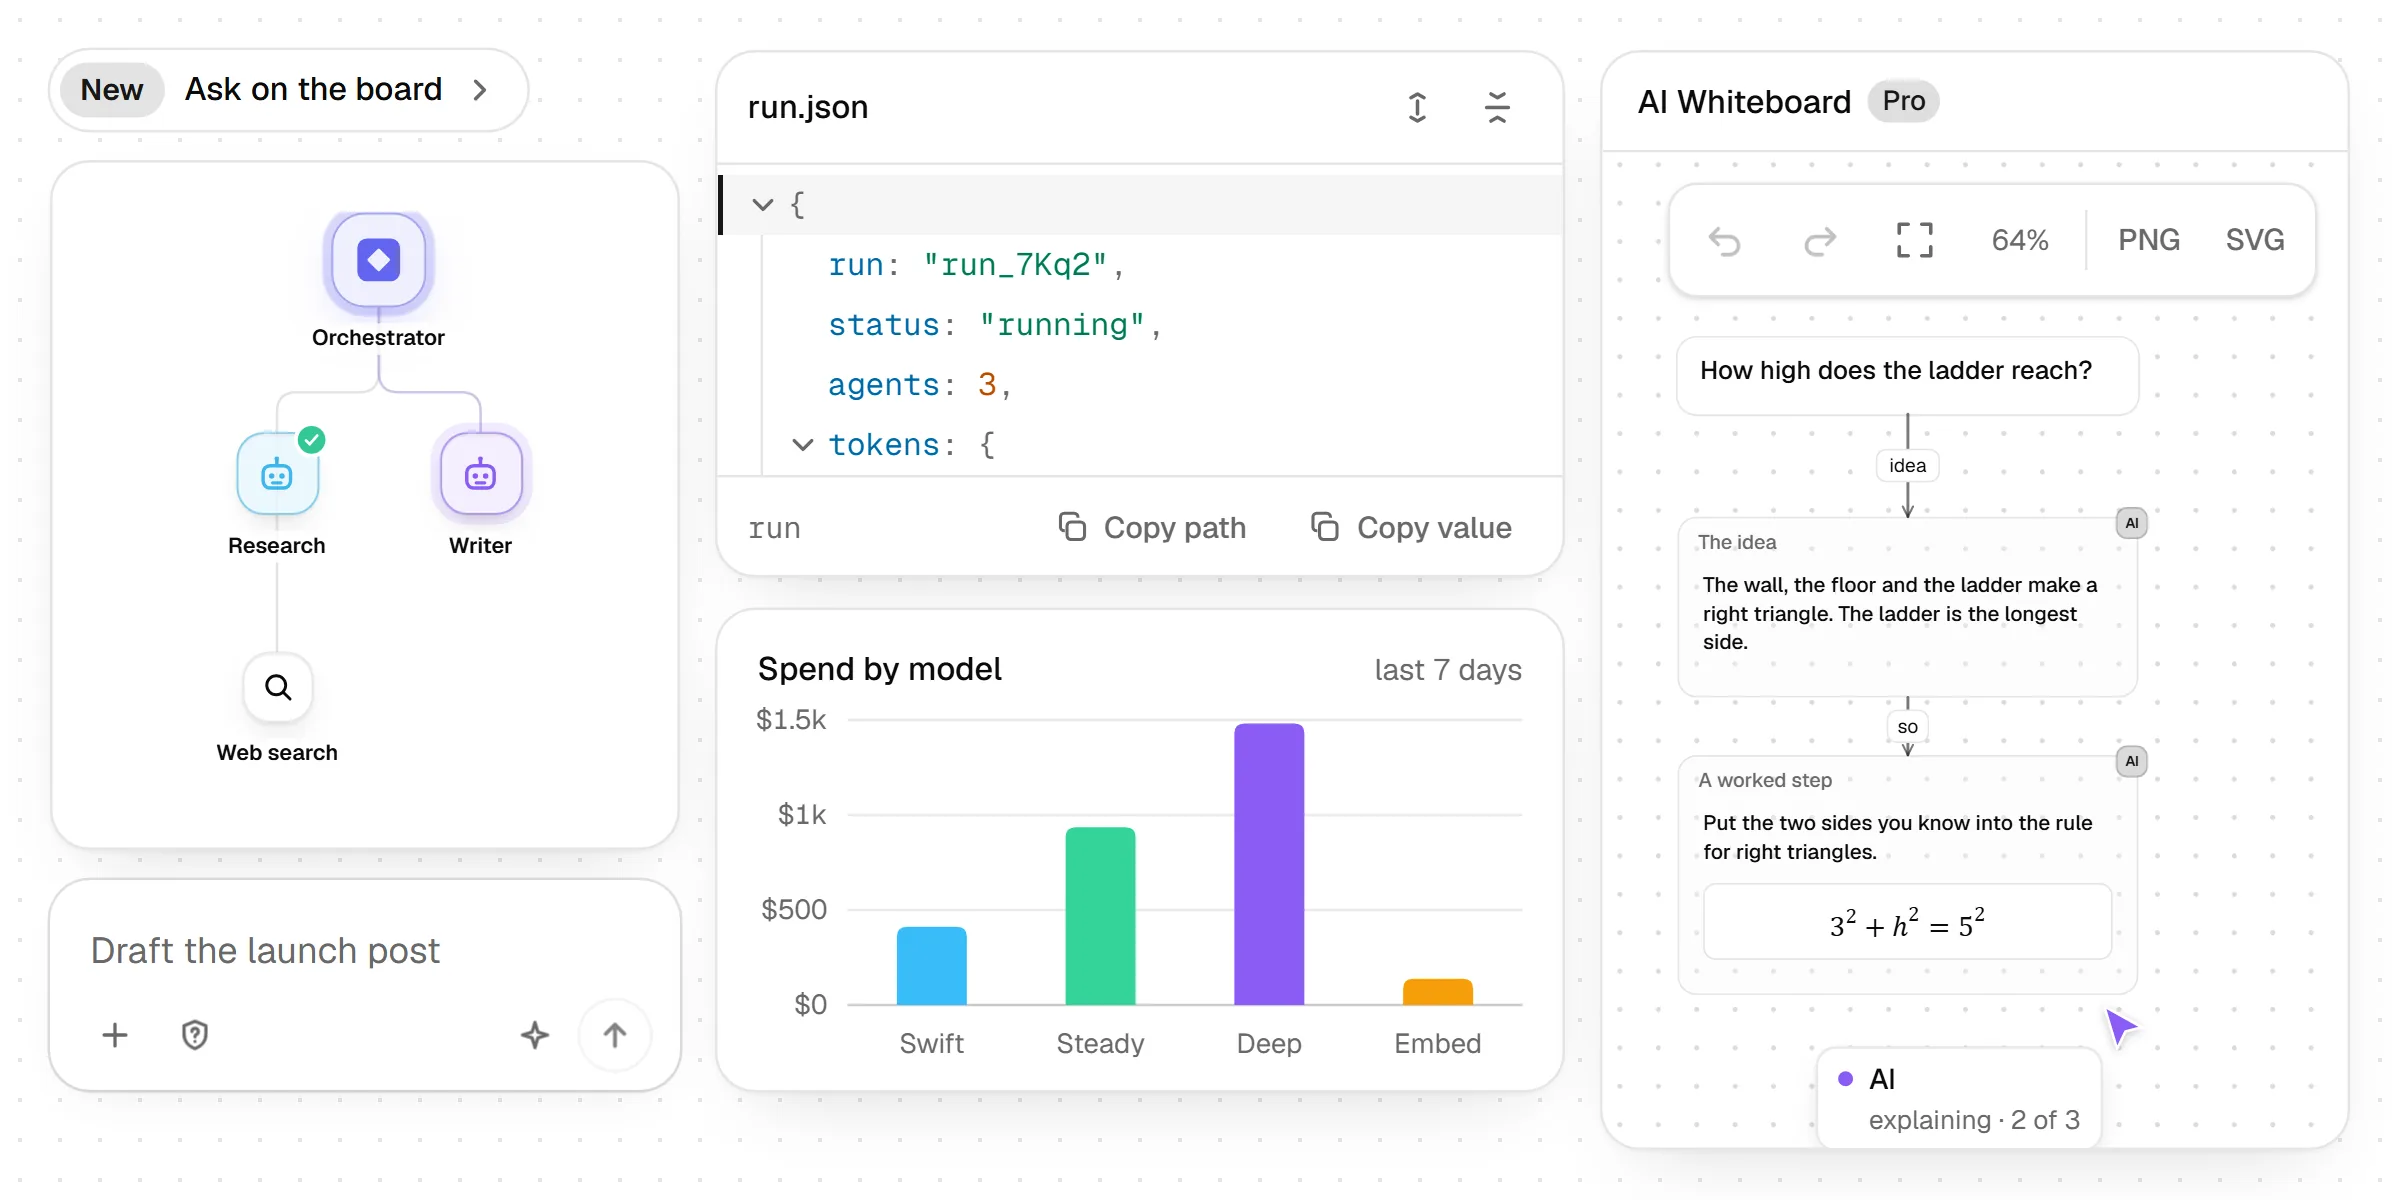 New Ask on the board
Orchestrator
Research
Writer
Web search
Draft the launch post
run.json
{
run: "run_7Kq2",
status: "running",
agents: 3,
tokens: {
run
Copy path
Copy value
Spend by model
last 7 days
$1.5k
$1k
$500
$0
Swift
Steady
Deep
Embed
AI Whiteboard Pro
64%
PNG
SVG
How high does the ladder reach?
idea
AI
The idea
The wall, the floor and the ladder make a
right triangle. The ladder is the longest
side.
so
AI
A worked step
Put the two sides you know into the rule
for right triangles.
3² + h² = 5²
AI
explaining · 2 of 3